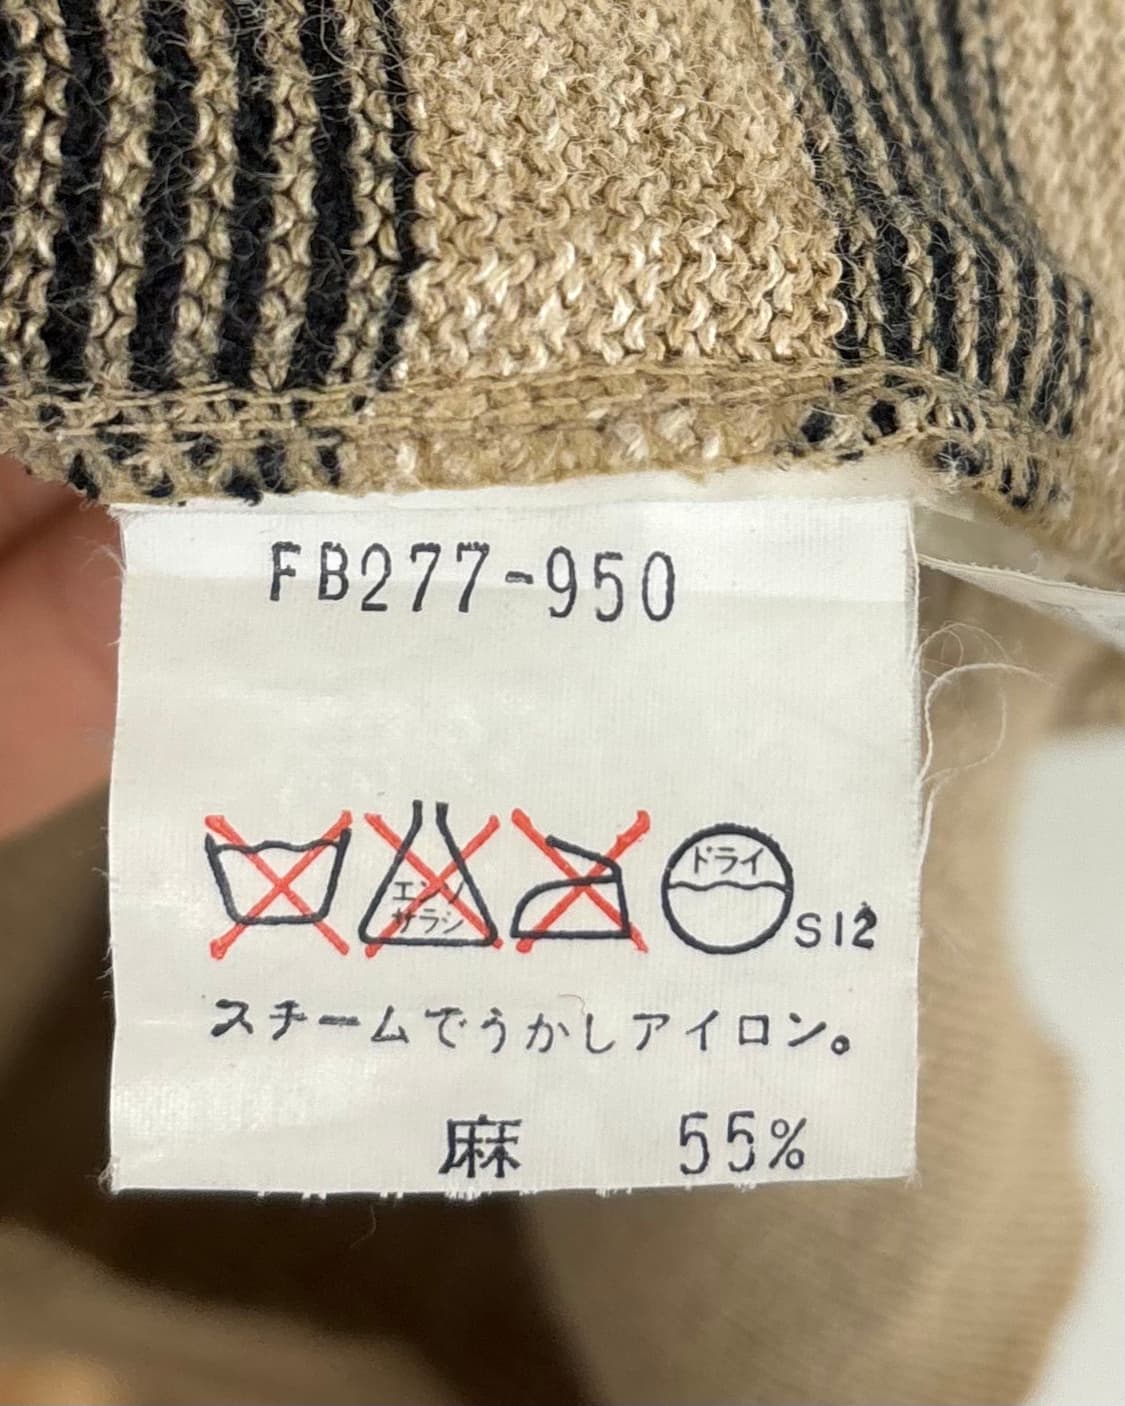 FB277-950
エンソ
サラシ
ドライ
S12
スチームでうかしアイロン。
麻 55%